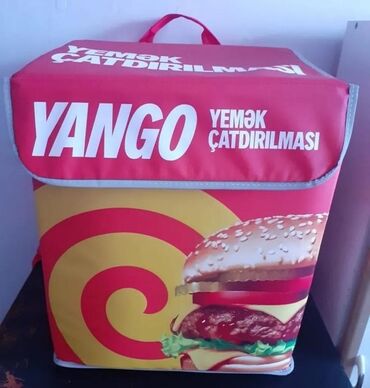 YEMƏK
ÇATDIRILMASI
YANGO YEMƏK
ÇATDIRILMASI